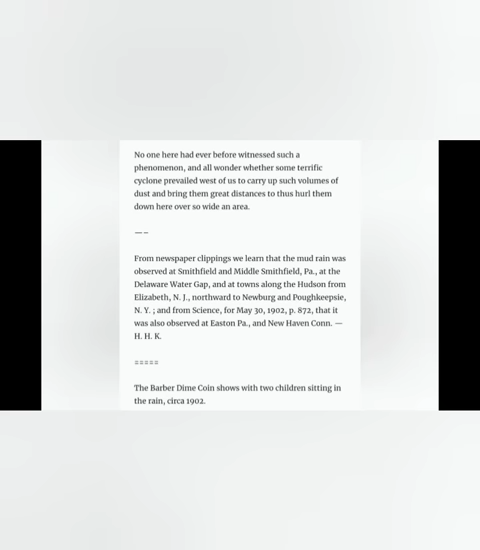 No one here had ever before witnessed such a
phenomenon, and all wonder whether some terrific
cyclone prevailed west of us to carry up such volumes of
dust and bring them great distances to thus hurl them
down here over so wide an area.
— –
From newspaper clippings we learn that the mud rain was
observed at Smithfield and Middle Smithfield, Pa., at the
Delaware Water Gap, and at towns along the Hudson from
Elizabeth, N. J., northward to Newburg and Poughkeepsie,
N. Y. ; and from Science, for May 30, 1902, p. 872, that it
was also observed at Easton Pa., and New Haven Conn. —
H. H. K.
=====
The Barber Dime Coin shows with two children sitting in
the rain, circa 1902.